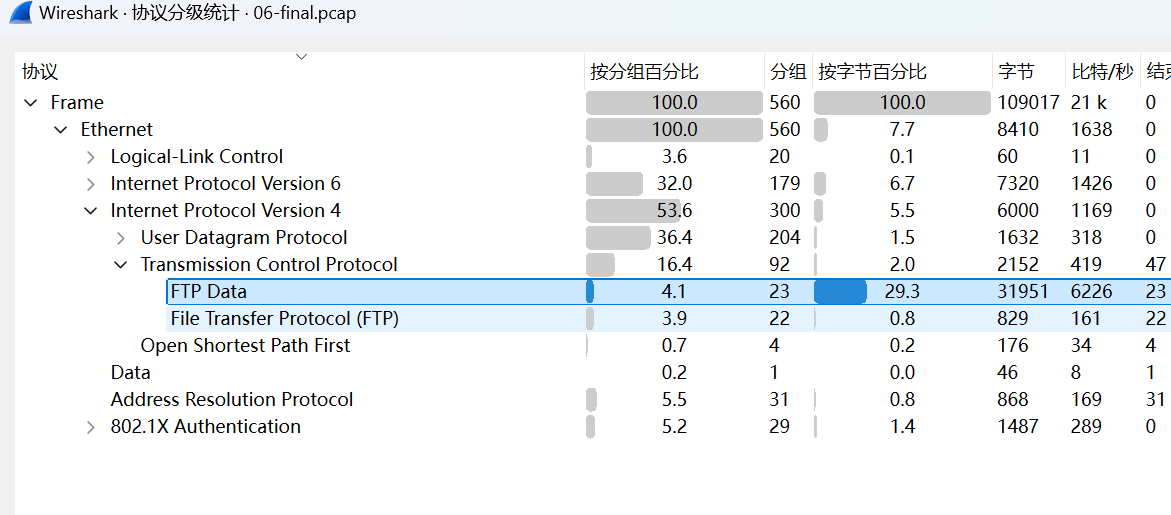 Wireshark · 协议分级统计 · 06-final.pcap
协议 按分组百分比 分组 按字节百分比 字节 比特/秒
Frame 100.0 560 100.0 109017 21 k 0
Ethernet 100.0 560 7.7 8410 1638 0
Logical-Link Control 3.6 20 0.1 60 11 0
Internet Protocol Version 6 32.0 179 6.7 7320 1426 0
Internet Protocol Version 4 53.6 300 5.5 6000 1169 0
User Datagram Protocol 36.4 204 1.5 1632 318 0
Transmission Control Protocol 16.4 92 2.0 2152 419 47
FTP Data 4.1 23 29.3 31951 6226 23
File Transfer Protocol (FTP) 3.9 22 0.8 829 161 22
Open Shortest Path First 0.7 4 0.2 176 34 4
Data 0.2 1 0.0 46 8 1
Address Resolution Protocol 5.5 31 0.8 868 169 31
802.1X Authentication 5.2 29 1.4 1487 289 0